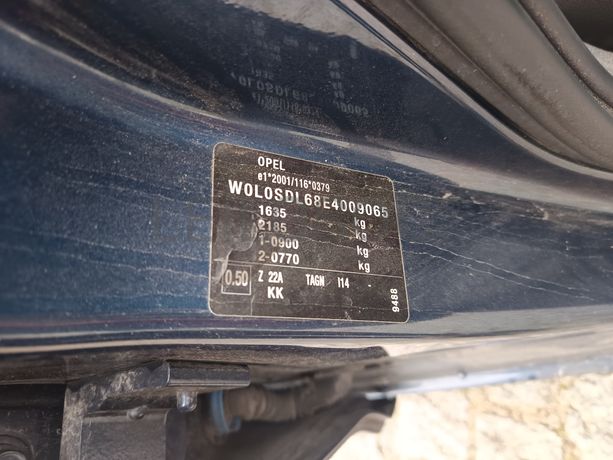 OPEL
e1*2001/116*0379
W0L0SDL68E4009065
1635 kg
2185 kg
1-0900 kg
2-0770 kg
0.50 Z 22A TAGN I14 -
KK
9488